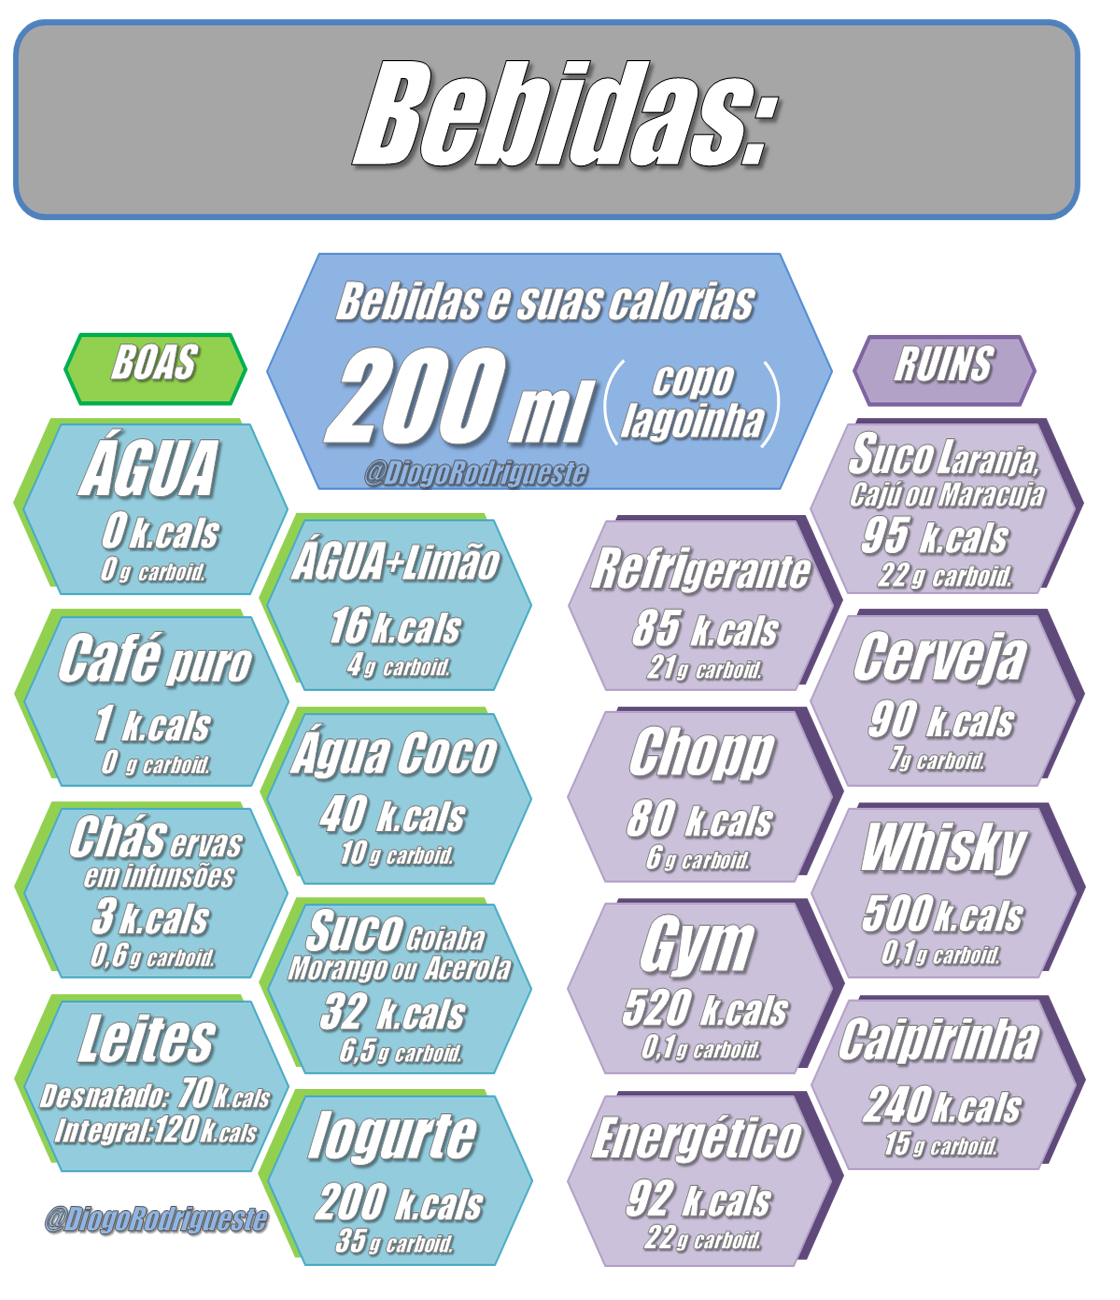 Bebidas:
Bebidas e suas calorias
200 ml (copo
lagoinha)
@DiogoRodrigueste
BOAS
ÁGUA
0 k.cals
0 g carboid.
ÁGUA+Limão
16 k.cals
4 g carboid.
Café puro
1 k.cals
0 g carboid.
Água Coco
40 k.cals
10 g carboid.
Chás ervas
em infunsões
3 k.cals
0,6 g carboid.
Suco Goiaba
Morango ou Acerola
32 k.cals
6,5 g carboid.
Leites
Desnatado: 70 k.cals
Integral:120 k.cals
Iogurte
200 k.cals
35 g carboid.
@DiogoRodrigueste
RUINS
Suco Laranja,
Cajú ou Maracuja
95 k.cals
22 g carboid.
Refrigerante
85 k.cals
21g carboid.
Cerveja
90 k.cals
7g carboid.
Chopp
80 k.cals
6 g carboid.
Whisky
500 k.cals
0,1g carboid.
Gym
520 k.cals
0,1g carboid.
Caipirinha
240 k.cals
15 g carboid.
Energético
92 k.cals
22 g carboid.